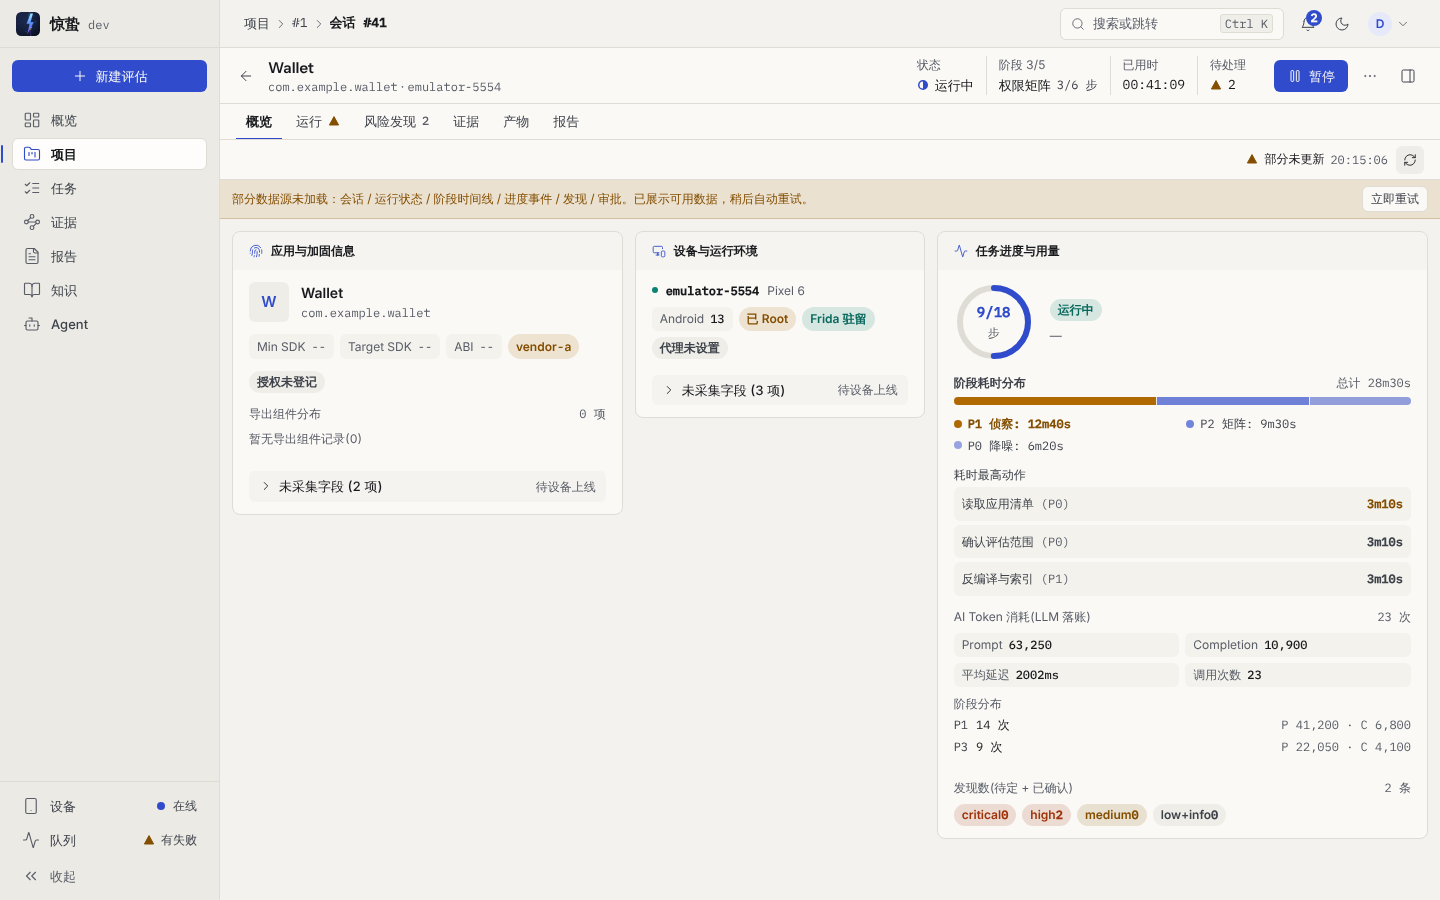 惊蛰 dev
项目 > #1 > 会话 #41
搜索或跳转 Ctrl K
2
D
新建评估
概览
项目
任务
证据
报告
知识
Agent
设备 在线
队列 有失败
收起
Wallet
com.example.wallet · emulator-5554
状态
运行中
阶段 3/5
权限矩阵 3/6 步
已用时
00:41:09
待处理
2
暂停
概览 运行 风险发现 2 证据 产物 报告
部分未更新 20:15:06
部分数据源未加载：会话 / 运行状态 / 阶段时间线 / 进度事件 / 发现 / 审批。已展示可用数据，稍后自动重试。
立即重试
应用与加固信息
W
Wallet
com.example.wallet
Min SDK -- Target SDK -- ABI -- vendor-a
授权未登记
导出组件分布 0 项
暂无导出组件记录(0)
未采集字段 (2 项) 待设备上线
设备与运行环境
emulator-5554 Pixel 6
Android 13 已 Root Frida 驻留
代理未设置
未采集字段 (3 项) 待设备上线
任务进度与用量
9/18
步
运行中
—
阶段耗时分布 总计 28m30s
P1 侦察: 12m40s P2 矩阵: 9m30s
P0 降噪: 6m20s
耗时最高动作
读取应用清单 (P0) 3m10s
确认评估范围 (P0) 3m10s
反编译与索引 (P1) 3m10s
AI Token 消耗(LLM 落账) 23 次
Prompt 63,250 Completion 10,900
平均延迟 2002ms 调用次数 23
阶段分布
P1 14 次 P 41,200 · C 6,800
P3 9 次 P 22,050 · C 4,100
发现数(待定 + 已确认) 2 条
critical0 high2 medium0 low+info0